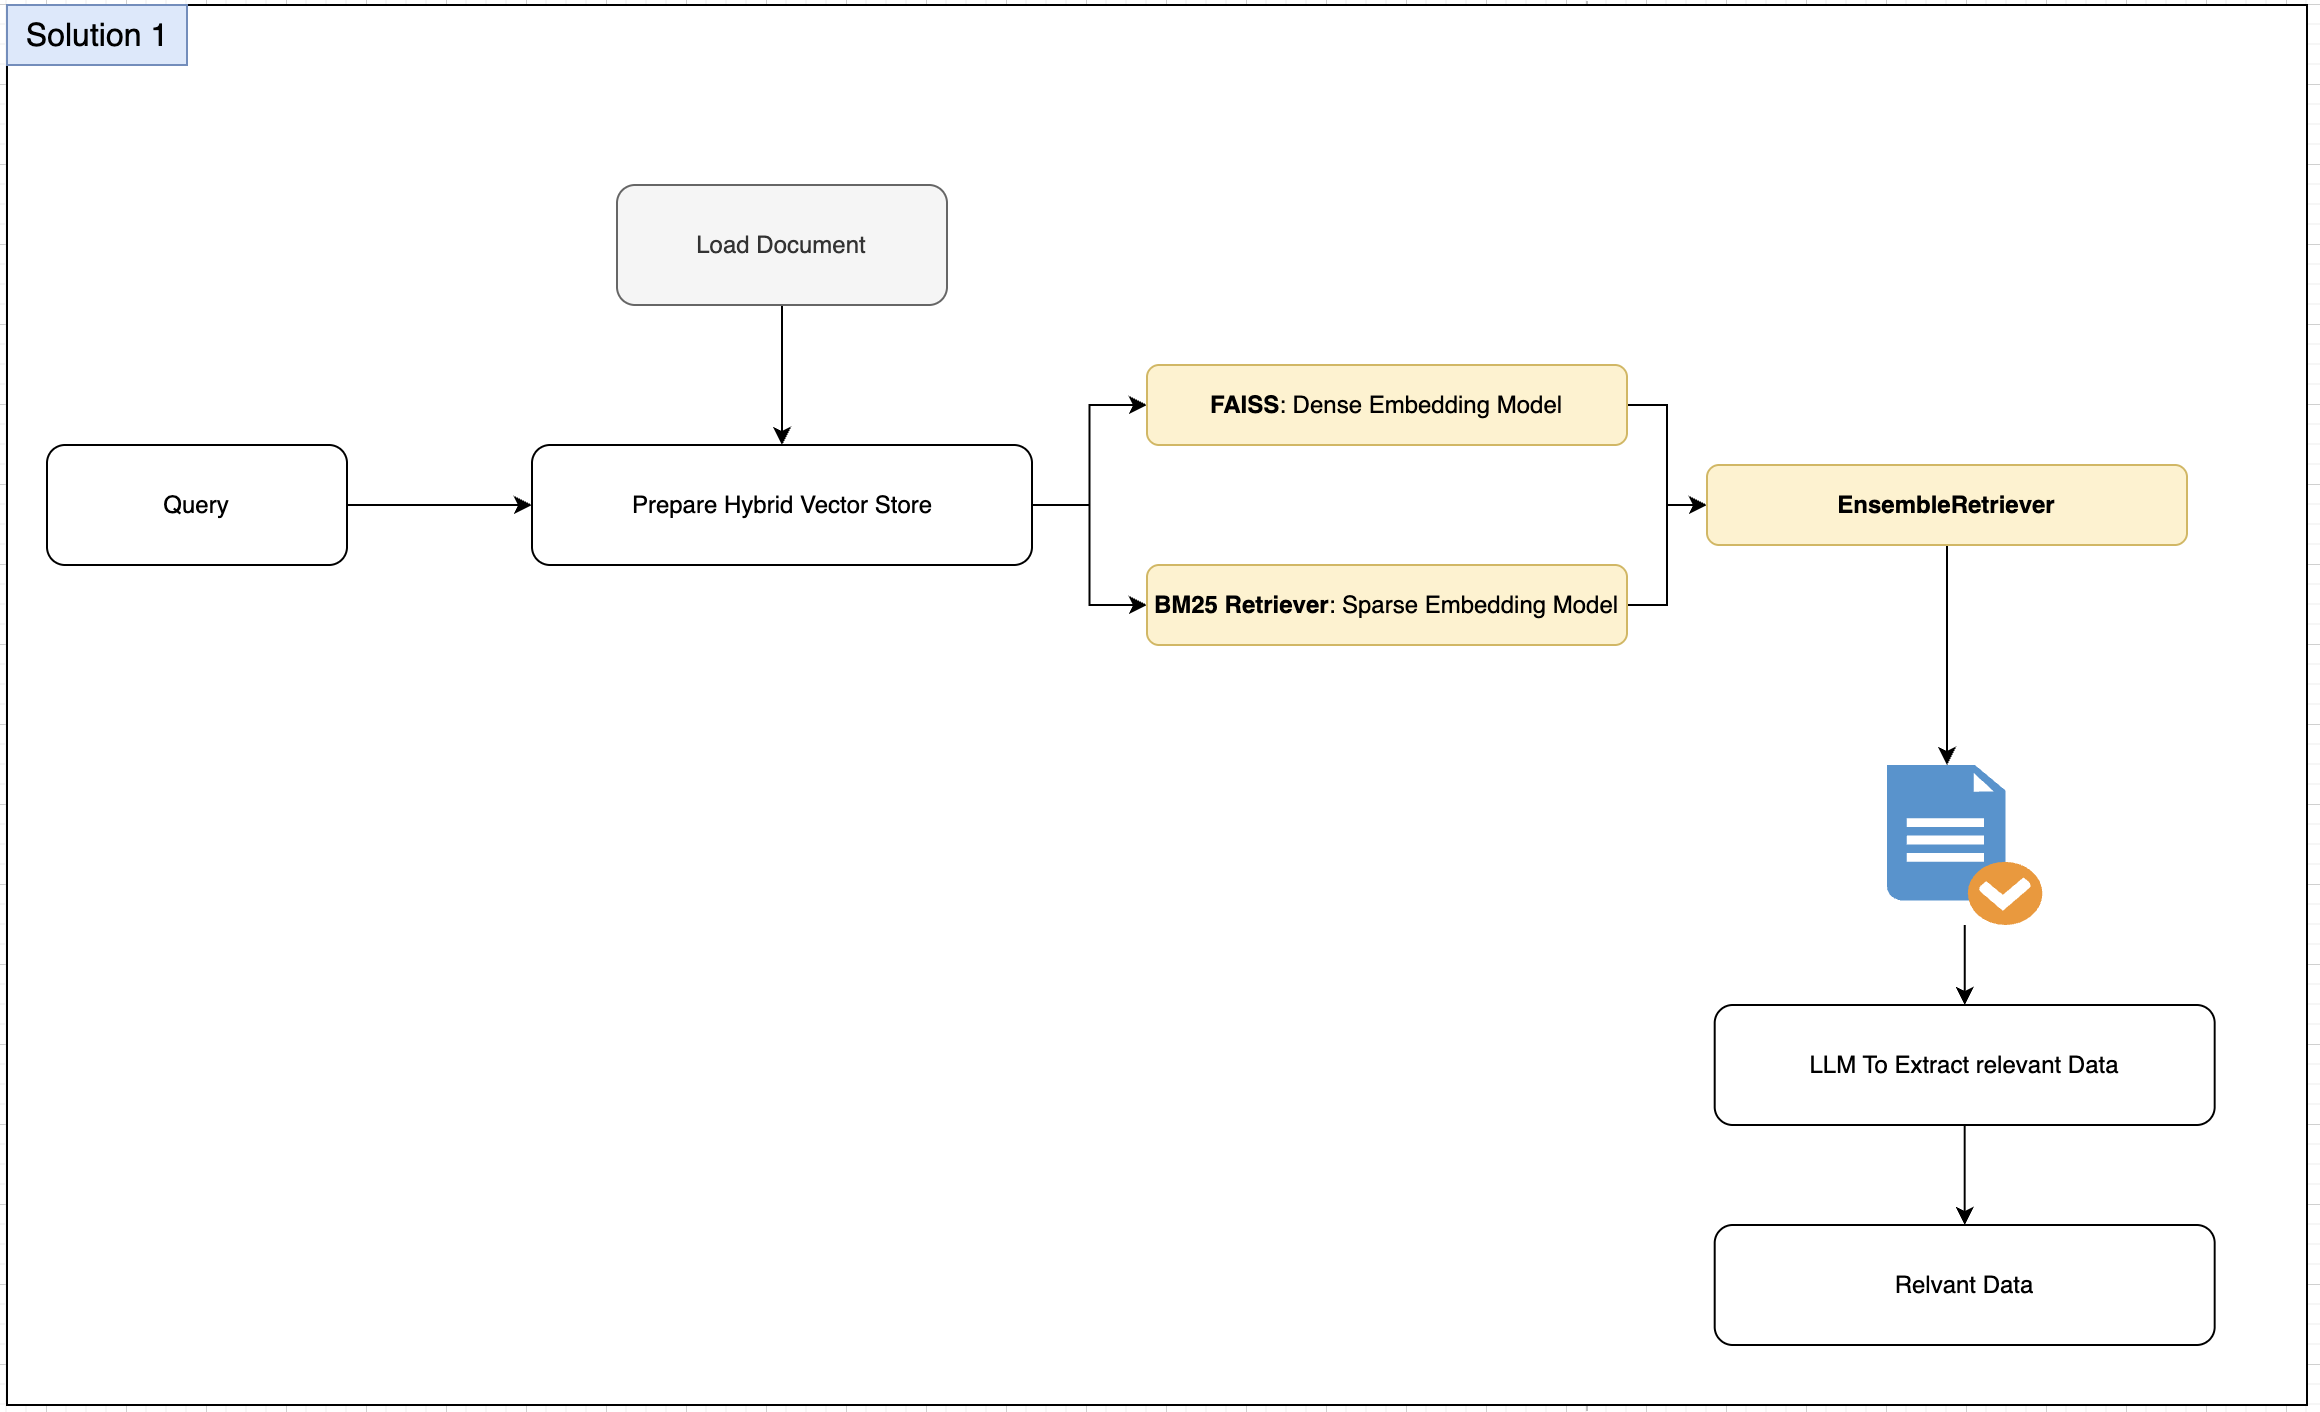 Solution 1
Load Document
Query
Prepare Hybrid Vector Store
FAISS: Dense Embedding Model
BM25 Retriever: Sparse Embedding Model
EnsembleRetriever
LLM To Extract relevant Data
Relvant Data